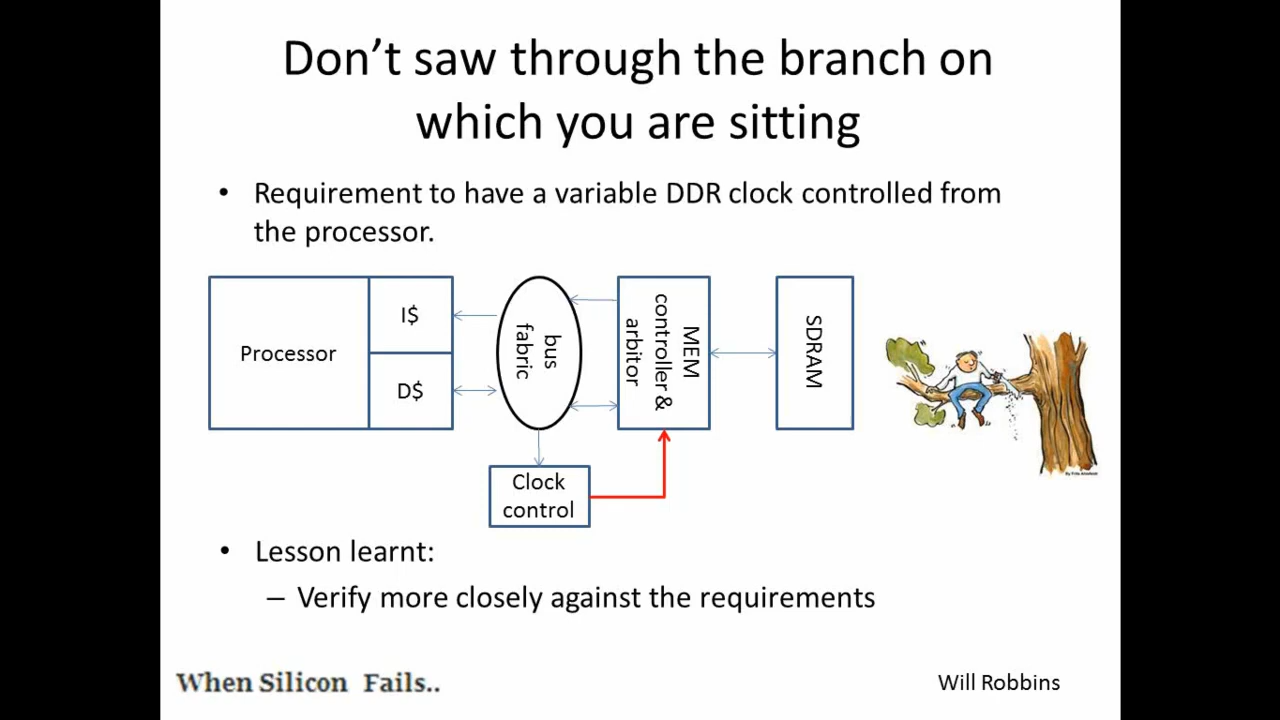 Don't saw through the branch on
which you are sitting
• Requirement to have a variable DDR clock controlled from
the processor.
Processor
I$
D$
bus
fabric
MEM
controller &
arbitor
SDRAM
Clock
control
• Lesson learnt:
– Verify more closely against the requirements
When Silicon Fails..
Will Robbins